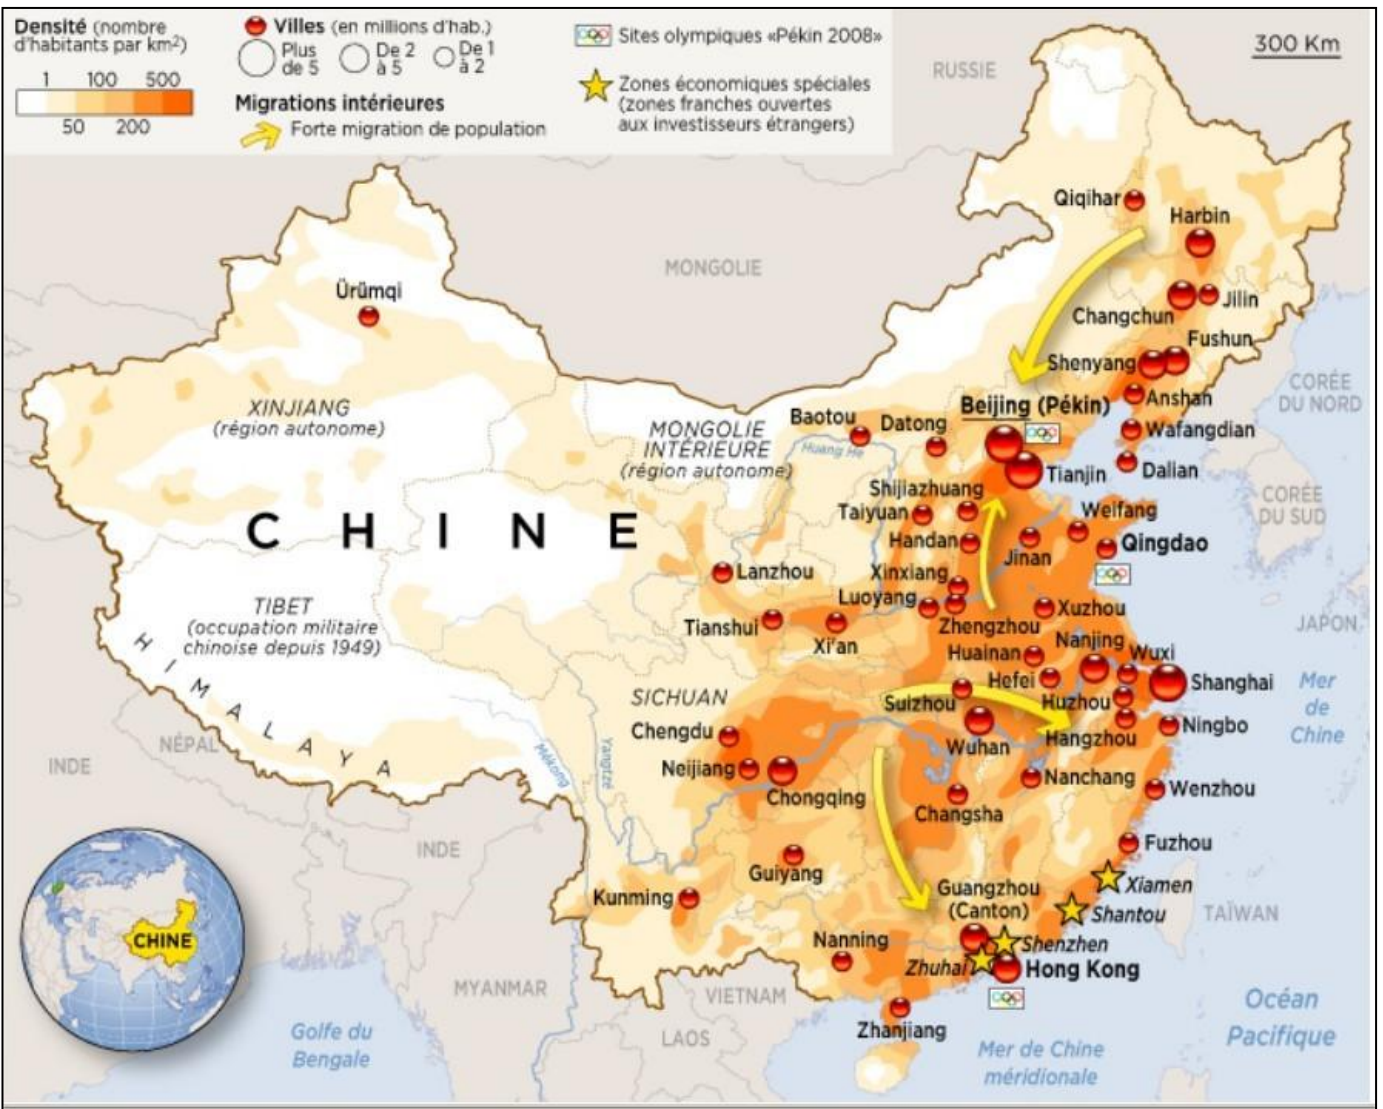 Densité (nombre
d'habitants par km²)
1 100 500
50 200
Villes (en millions d'hab.)
Plus
de 5
De 2
à 5
De 1
à 2
Migrations intérieures
Forte migration de population
Sites olympiques «Pékin 2008»
Zones économiques spéciales
(zones franches ouvertes
aux investisseurs étrangers)
300 Km
RUSSIE
MONGOLIE
Qiqihar
Harbin
Ürümqi
Jilin
Changchun
Fushun
Shenyang
CORÉE
DU NORD
Anshan
XINJIANG
(région autonome)
Beijing (Pékin)
Baotou
Datong
Wafangdian
MONGOLIE
INTÉRIEURE
(région autonome)
Huang He
Dalian
Tianjin
Shijiazhuang
CORÉE
DU SUD
Taiyuan
Weifang
CHINE
Handan
Jinan
Qingdao
Lanzhou
Xinxiang
Luoyang
Xuzhou
TIBET
(occupation militaire
chinoise depuis 1949)
Tianshui
Xi'an
Zhengzhou
JAPON
Nanjing
Wuxi
Huainan
HIMALAYA
Hefei
Shanghai
Mer
de
Chine
SICHUAN
Suizhou
Huzhou
Chengdu
Wuhan
Hangzhou
Ningbo
NÉPAL
INDE
Mékong
Yangtzé
Neijiang
Chongqing
Nanchang
Wenzhou
Changsha
INDE
Guiyang
Fuzhou
Kunming
Guangzhou
(Canton)
Xiamen
Shantou
TAÏWAN
CHINE
Nanning
Shenzhen
Zhuhai
Hong Kong
MYANMAR
VIETNAM
Océan
Pacifique
Golfe du
Bengale
LAOS
Zhanjiang
Mer de Chine
méridionale